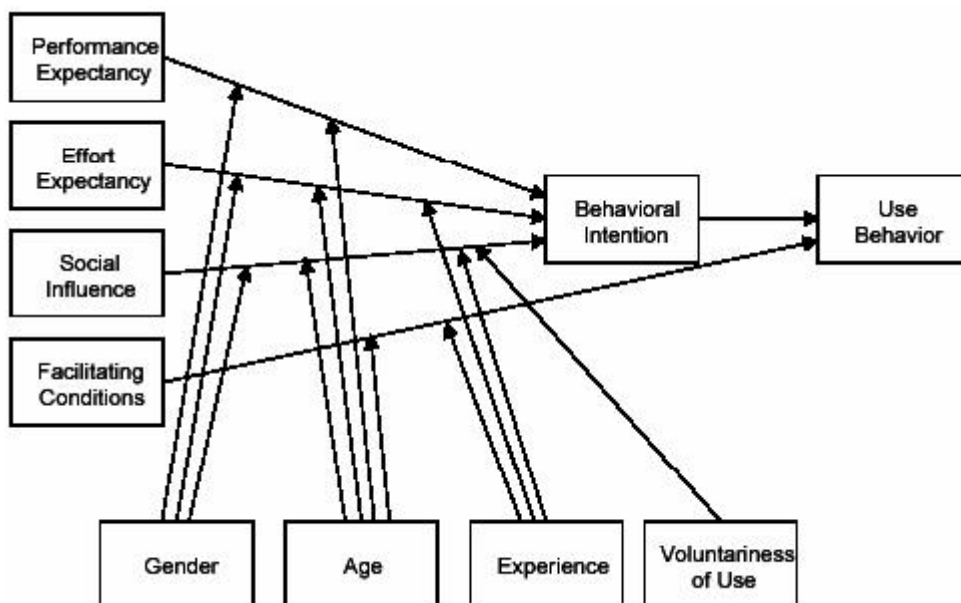 Performance
Expectancy
Effort
Expectancy
Social
Influence
Facilitating
Conditions
Behavioral
Intention
Use
Behavior
Gender
Age
Experience
Voluntariness
of Use